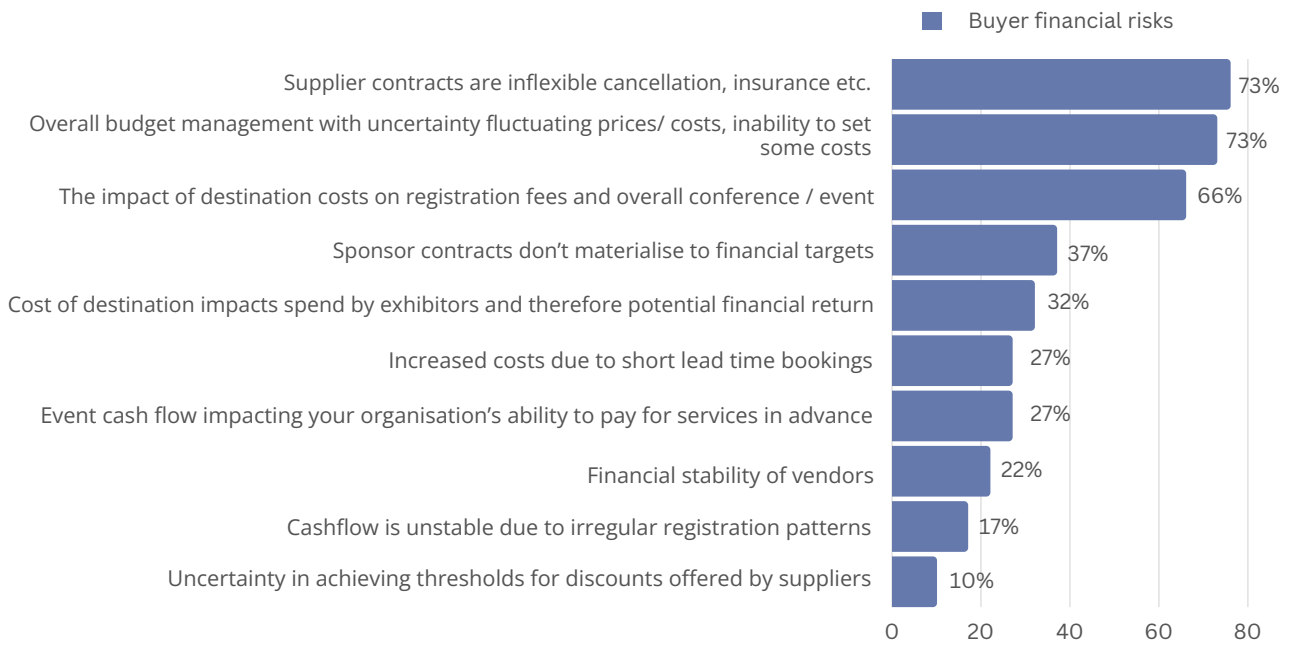 Buyer financial risks
Supplier contracts are inflexible cancellation, insurance etc.
73%
Overall budget management with uncertainty fluctuating prices/ costs, inability to set
some costs
73%
The impact of destination costs on registration fees and overall conference / event
66%
Sponsor contracts don’t materialise to financial targets
37%
Cost of destination impacts spend by exhibitors and therefore potential financial return
32%
Increased costs due to short lead time bookings
27%
Event cash flow impacting your organisation’s ability to pay for services in advance
27%
Financial stability of vendors
22%
Cashflow is unstable due to irregular registration patterns
17%
Uncertainty in achieving thresholds for discounts offered by suppliers
10%
0 20 40 60 80